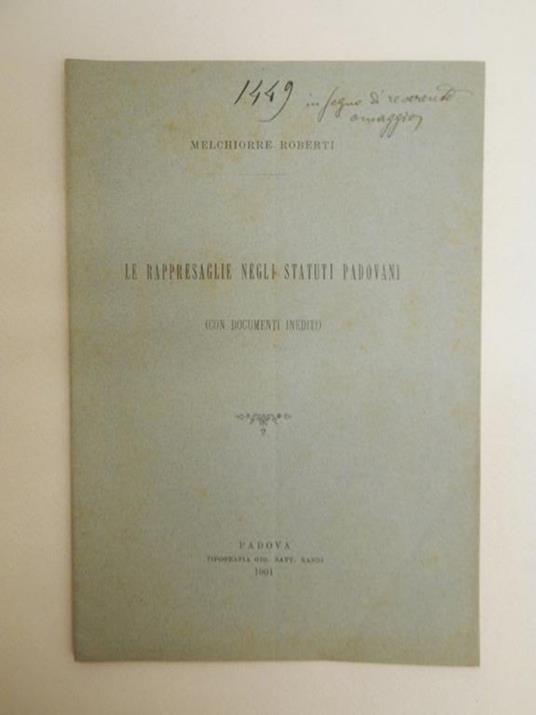 1449 in segno di reverente
omaggio
MELCHIORRE ROBERTI
LE RAPPRESAGLIE NEGLI STATUTI PADOVANI
(CON DOCUMENTI INEDITI)
PADOVA
TIPOGRAFIA GIO. BATT. RANDI
1901